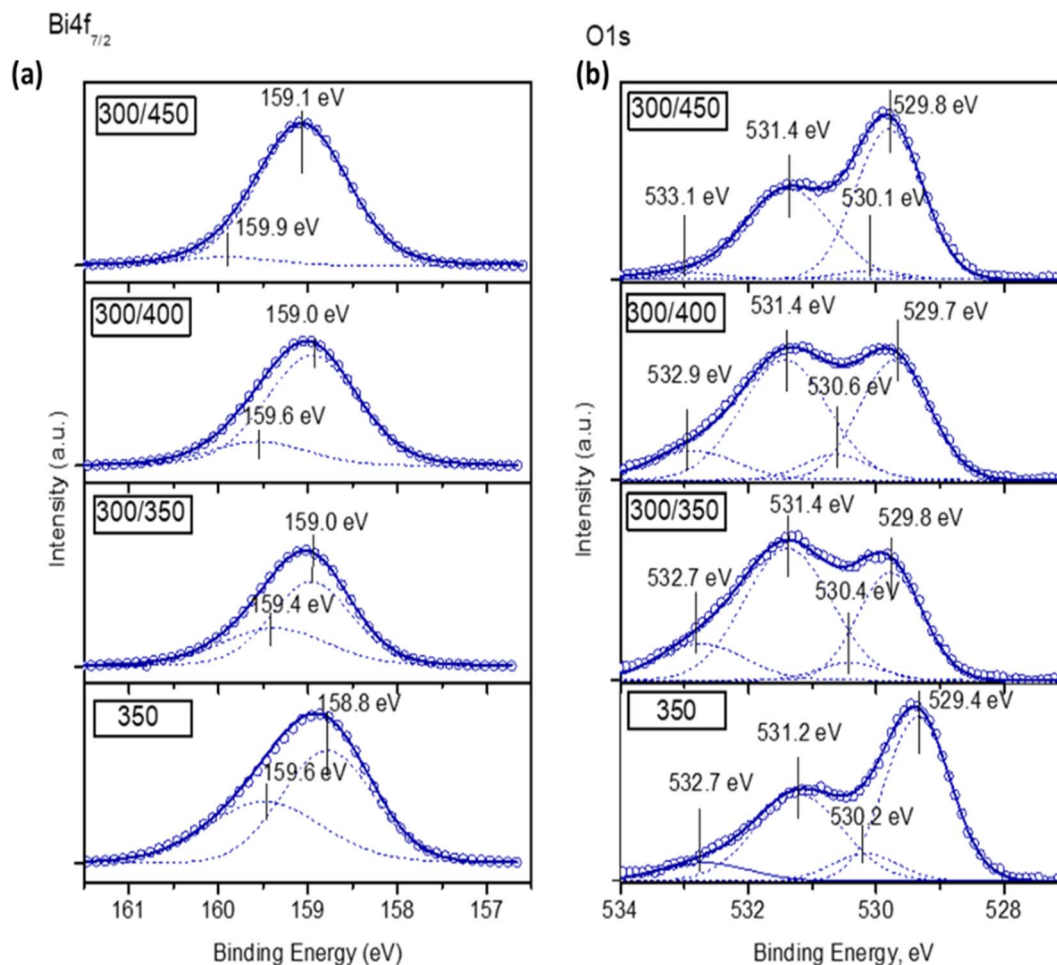 Bi4f7/2
(a)
300/450
159.1 eV
159.9 eV
300/400
159.0 eV
159.6 eV
300/350
159.0 eV
159.4 eV
350
158.8 eV
159.6 eV
Intensity (a.u.)
161 160 159 158 157
Binding Energy (eV)
O1s
(b)
300/450
529.8 eV
531.4 eV
533.1 eV
530.1 eV
300/400
531.4 eV
529.7 eV
532.9 eV
530.6 eV
300/350
531.4 eV
529.8 eV
532.7 eV
530.4 eV
350
529.4 eV
531.2 eV
532.7 eV
530.2 eV
Intensity (a.u.)
534 532 530 528
Binding Energy, eV